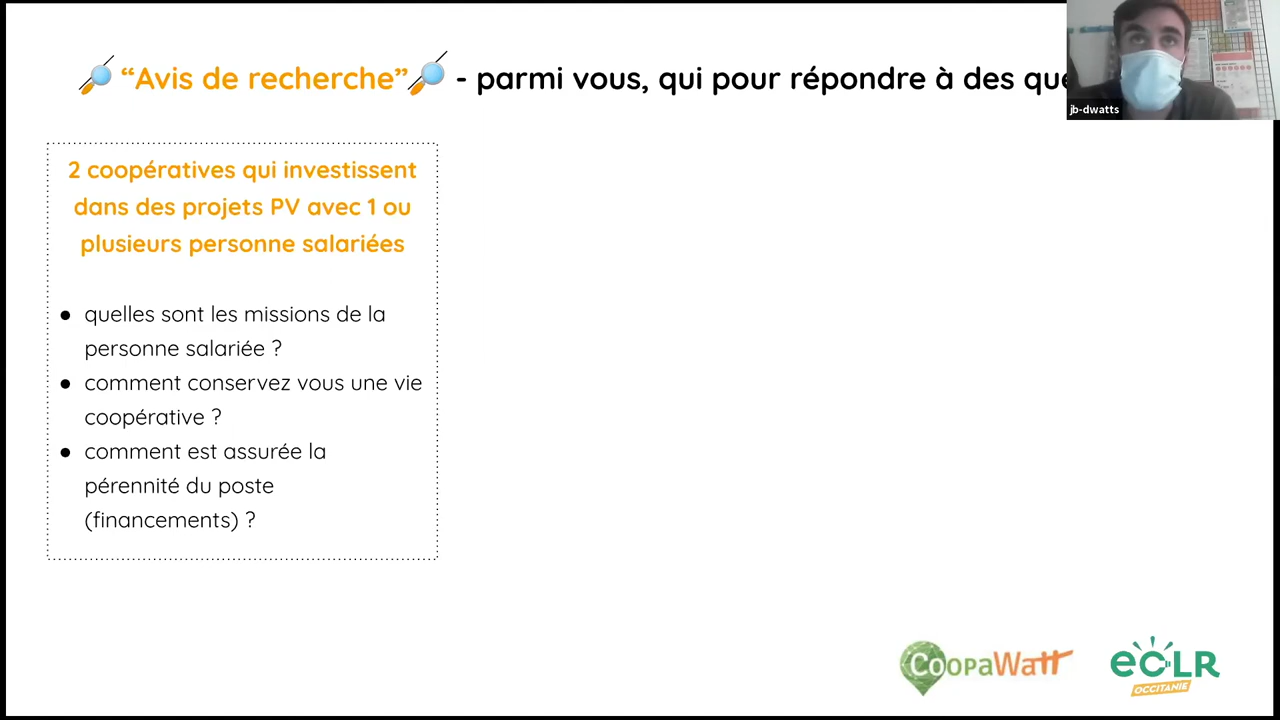 “Avis de recherche” - parmi vous, qui pour répondre à des que
jb-dwatts
2 coopératives qui investissent
dans des projets PV avec 1 ou
plusieurs personne salariées
● quelles sont les missions de la
personne salariée ?
● comment conservez vous une vie
coopérative ?
● comment est assurée la
pérennité du poste
(financements) ?
CoopaWatt
eCLR
OCCITANIE